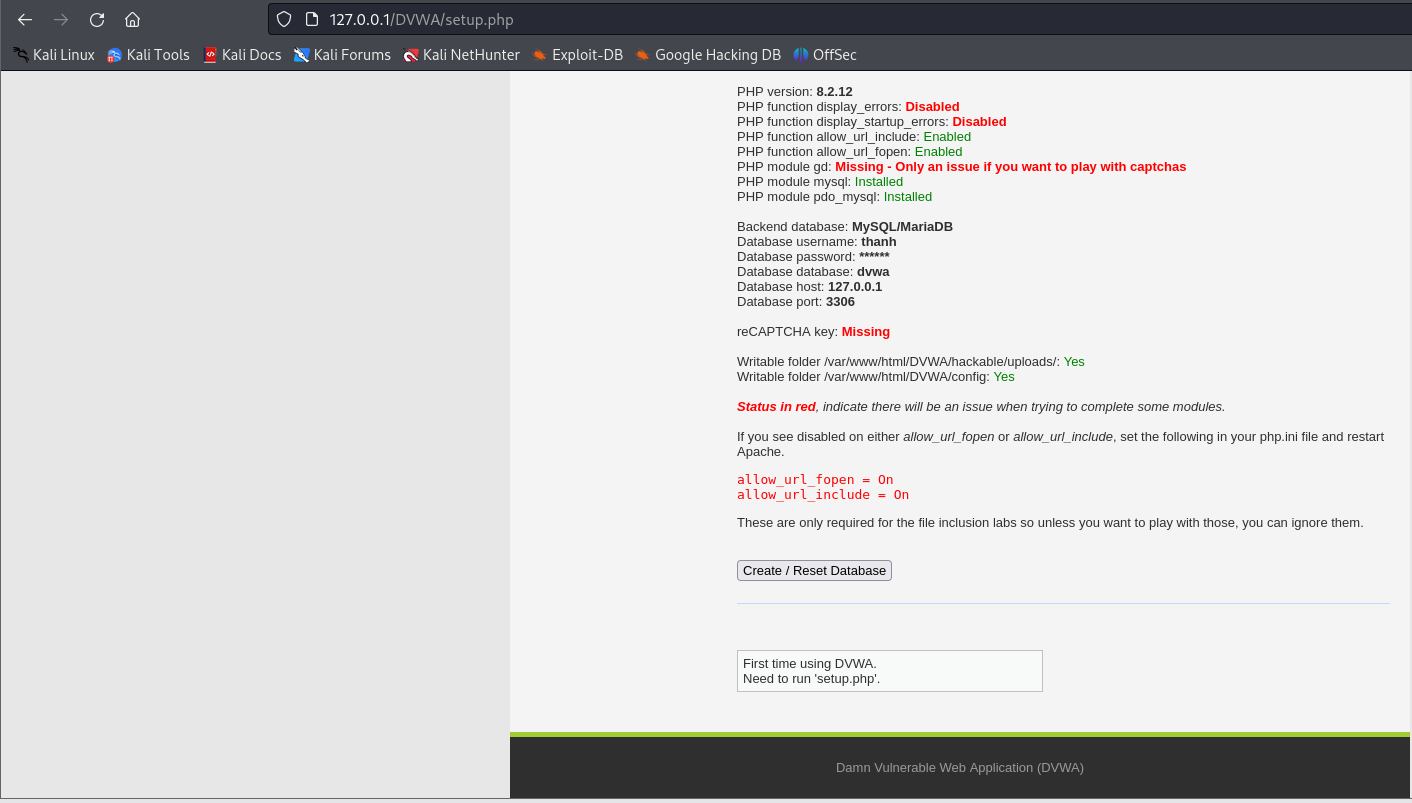 127.0.0.1/DVWA/setup.php
Kali Linux Kali Tools Kali Docs Kali Forums Kali NetHunter Exploit-DB Google Hacking DB OffSec
PHP version: 8.2.12
PHP function display_errors: Disabled
PHP function display_startup_errors: Disabled
PHP function allow_url_include: Enabled
PHP function allow_url_fopen: Enabled
PHP module gd: Missing - Only an issue if you want to play with captchas
PHP module mysql: Installed
PHP module pdo_mysql: Installed
Backend database: MySQL/MariaDB
Database username: thanh
Database password: ******
Database database: dvwa
Database host: 127.0.0.1
Database port: 3306
reCAPTCHA key: Missing
Writable folder /var/www/html/DVWA/hackable/uploads/: Yes
Writable folder /var/www/html/DVWA/config: Yes
Status in red, indicate there will be an issue when trying to complete some modules.
If you see disabled on either allow_url_fopen or allow_url_include, set the following in your php.ini file and restart
Apache.
allow_url_fopen = On
allow_url_include = On
These are only required for the file inclusion labs so unless you want to play with those, you can ignore them.
Create / Reset Database
First time using DVWA.
Need to run 'setup.php'.
Damn Vulnerable Web Application (DVWA)